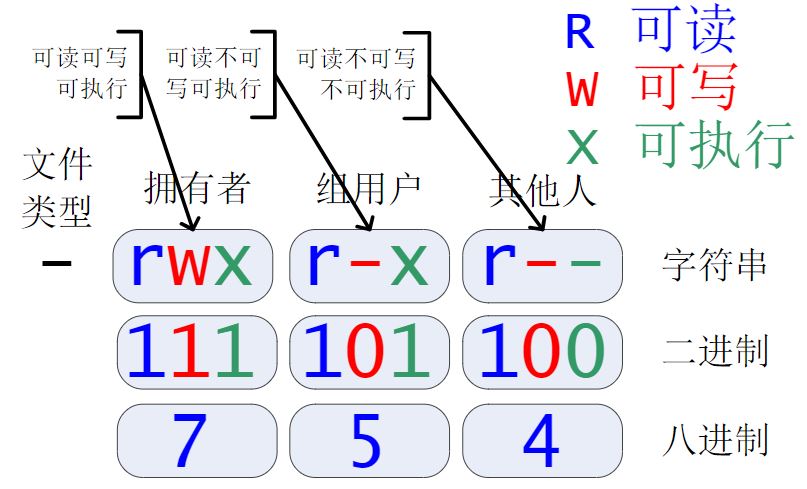 可读可写
可执行
可读不可
写可执行
可读不可写
不可执行
R 可读
W 可写
X 可执行
文件
类型
拥有者
组用户
其他人
- rwx r-x r-- 字符串
111 101 100 二进制
7 5 4 八进制